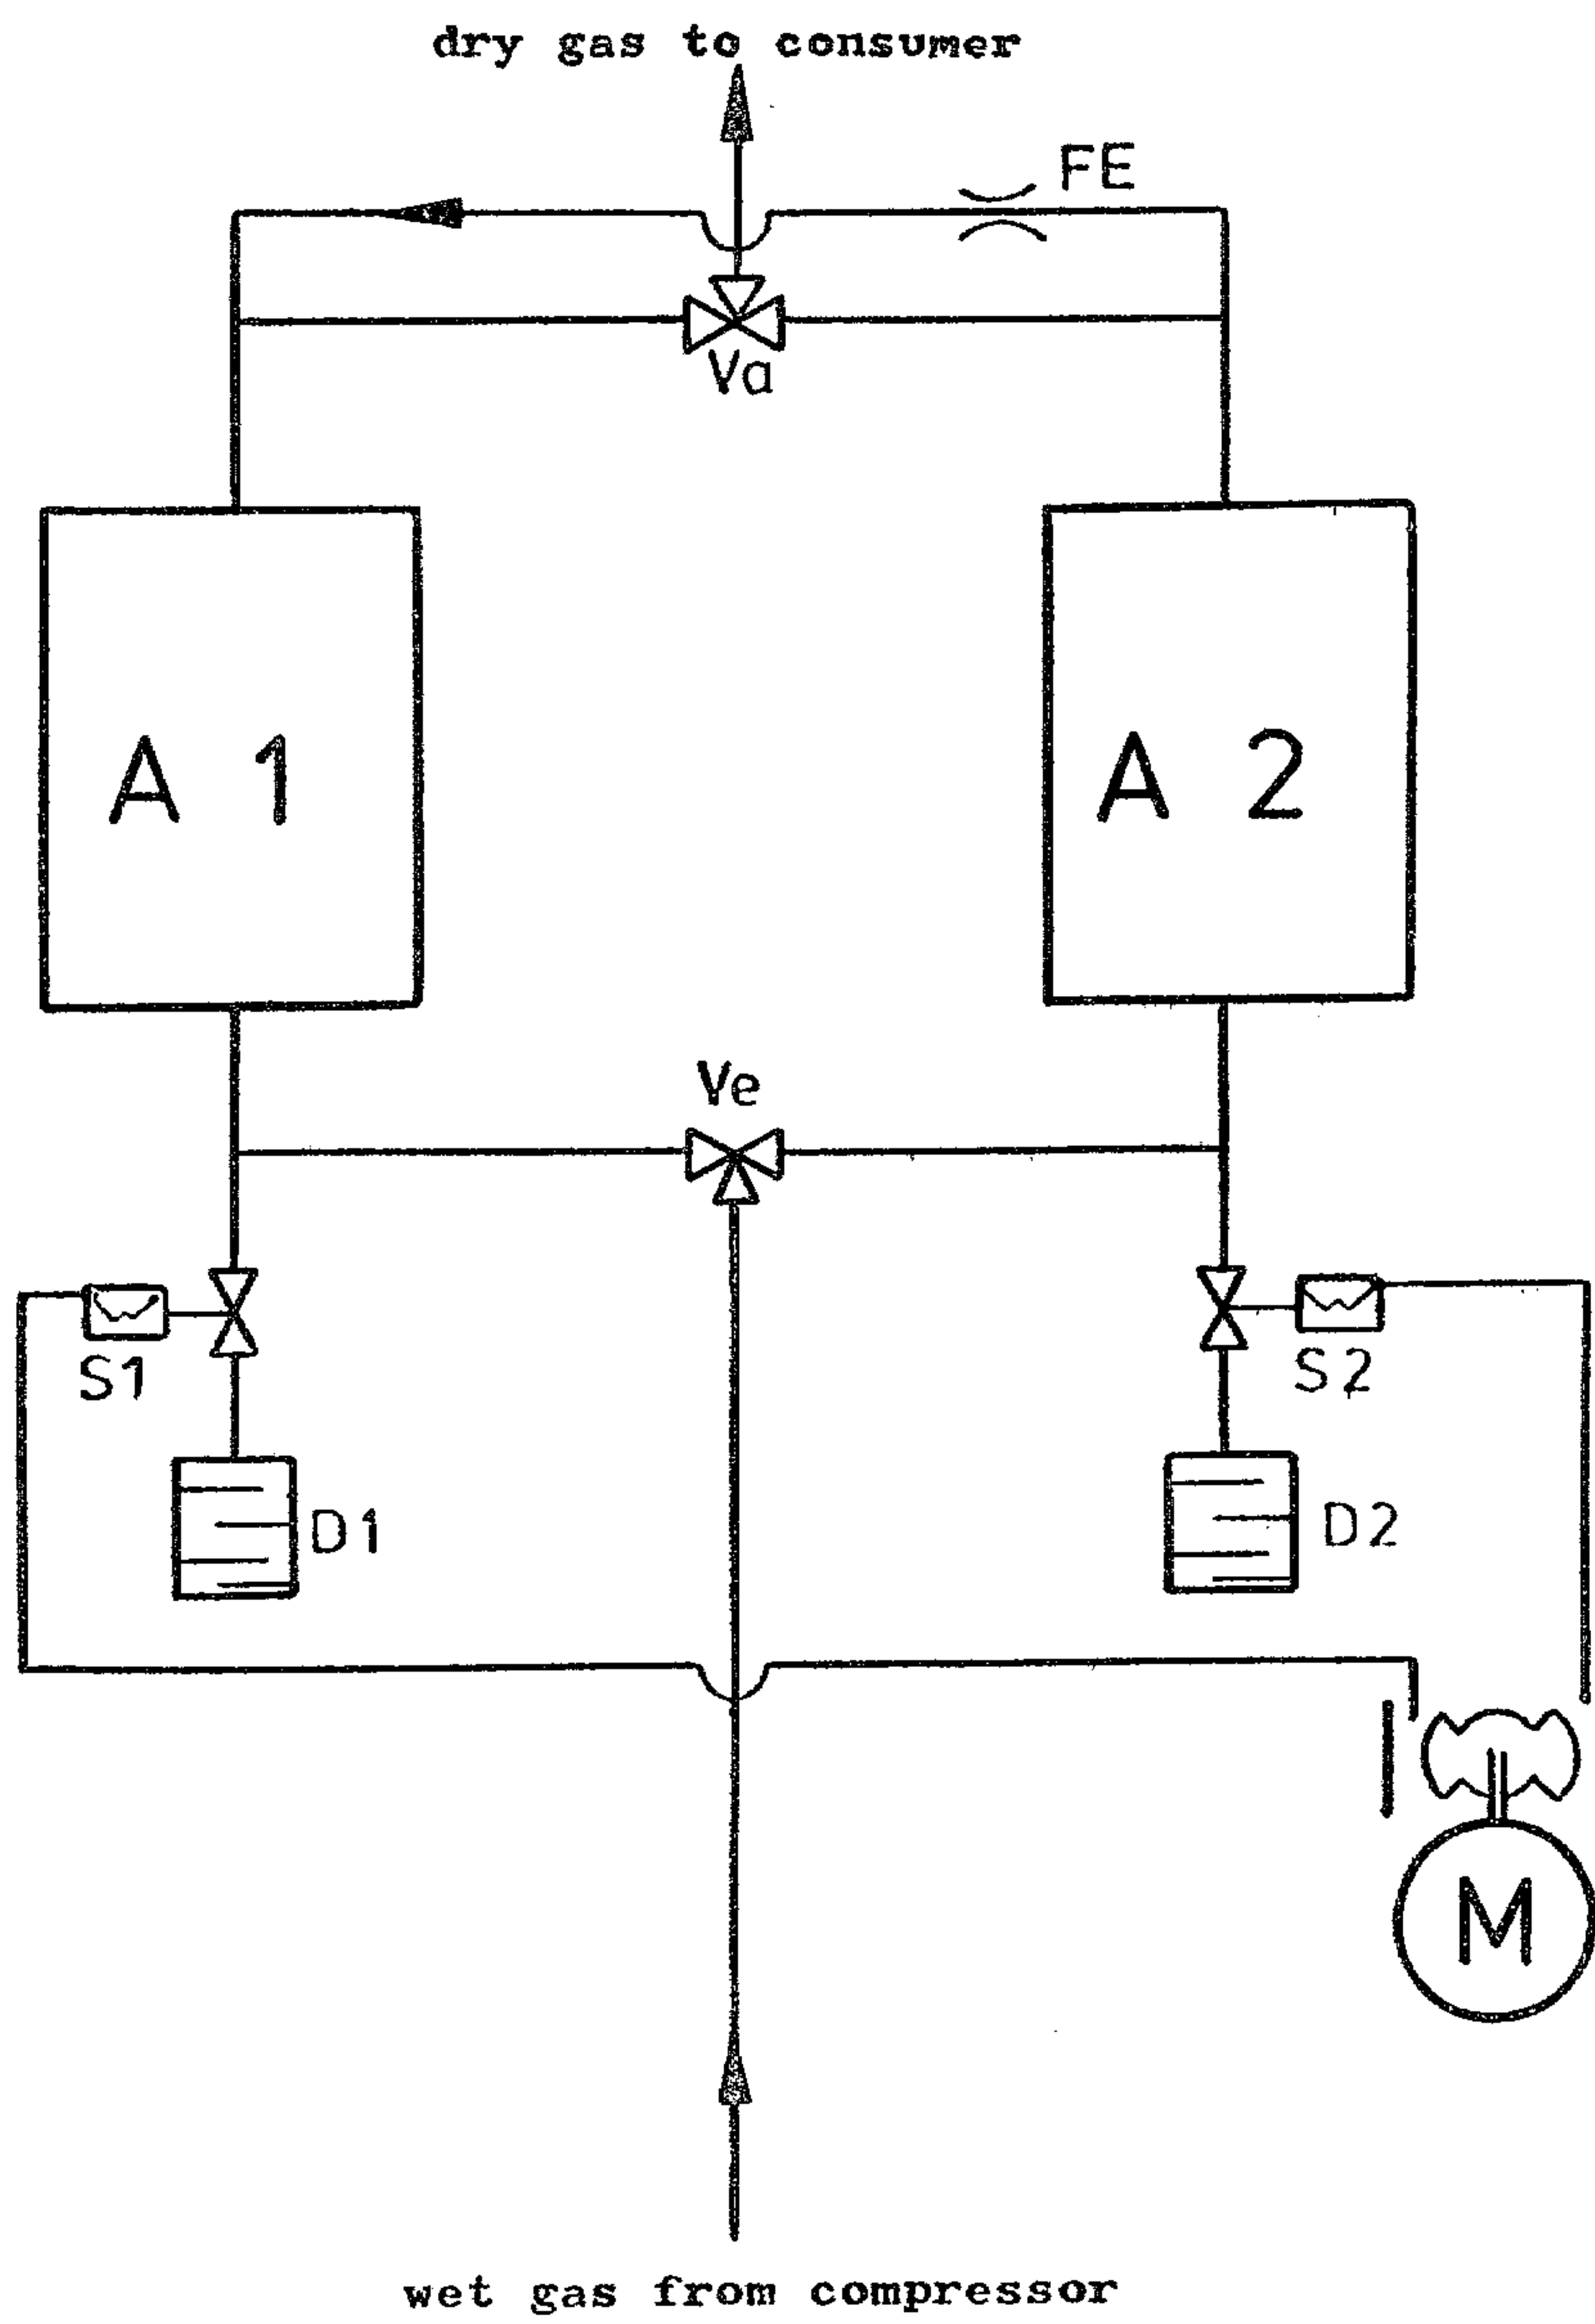 dry gas to consumer
FE
Va
A 1
A 2
Ve
S1
S2
D1
D2
M
wet gas from compressor